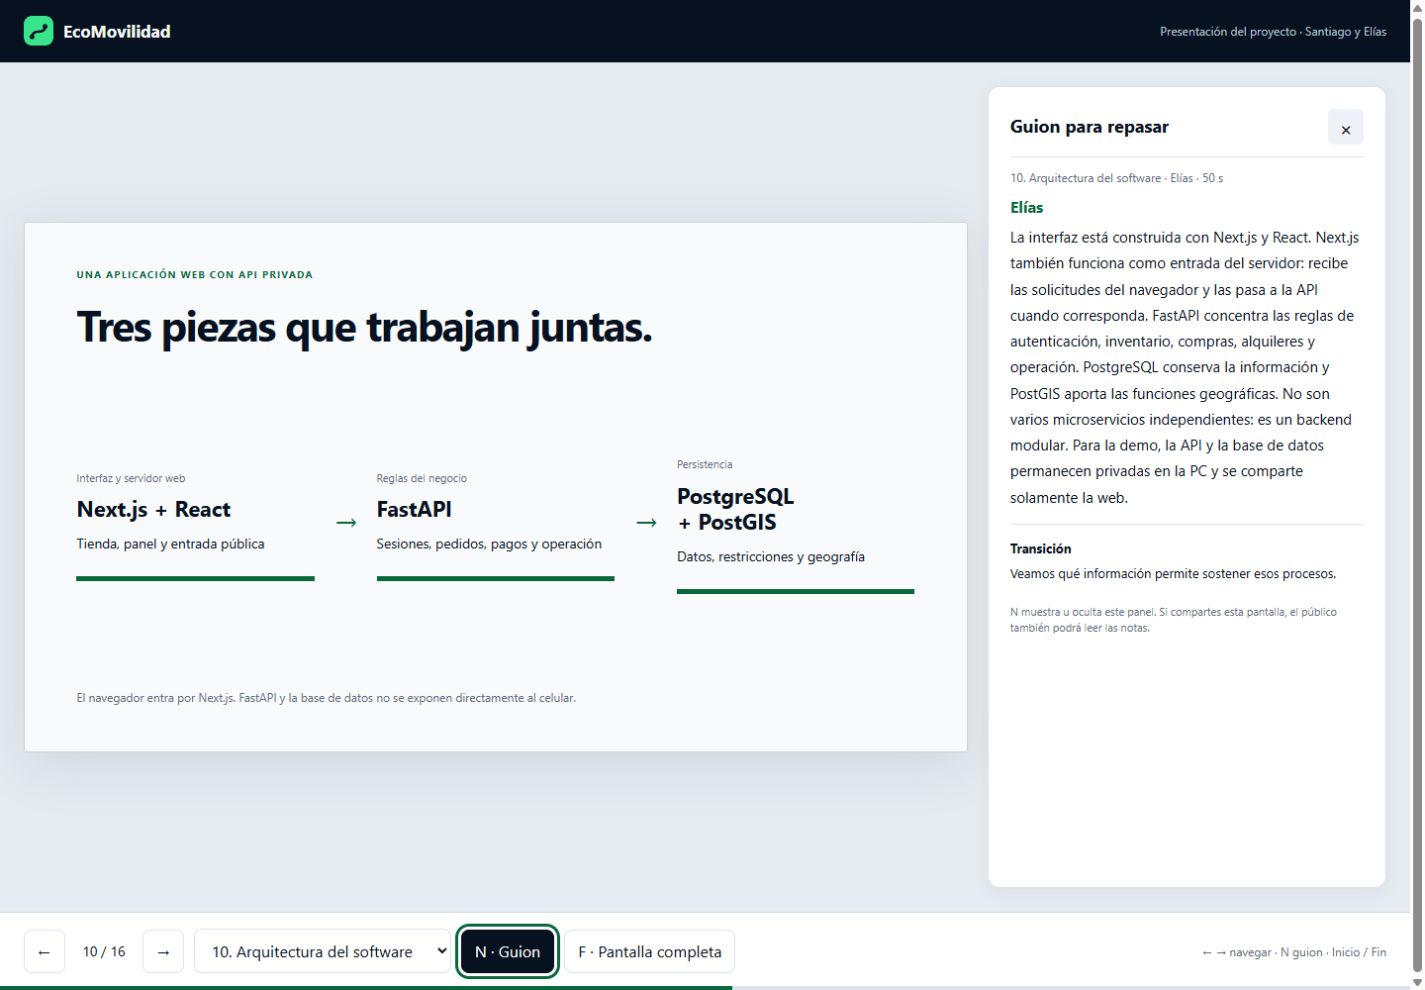 EcoMovilidad
Presentación del proyecto · Santiago y Elías
UNA APLICACIÓN WEB CON API PRIVADA
Tres piezas que trabajan juntas.
Interfaz y servidor web
Next.js + React
Tienda, panel y entrada pública
→
Reglas del negocio
FastAPI
Sesiones, pedidos, pagos y operación
→
Persistencia
PostgreSQL
+ PostGIS
Datos, restricciones y geografía
El navegador entra por Next.js. FastAPI y la base de datos no se exponen directamente al celular.
Guion para repasar
×
10. Arquitectura del software · Elías · 50 s
Elías
La interfaz está construida con Next.js y React. Next.js
también funciona como entrada del servidor: recibe
las solicitudes del navegador y las pasa a la API
cuando corresponda. FastAPI concentra las reglas de
autenticación, inventario, compras, alquileres y
operación. PostgreSQL conserva la información y
PostGIS aporta las funciones geográficas. No son
varios microservicios independientes: es un backend
modular. Para la demo, la API y la base de datos
permanecen privadas en la PC y se comparte
solamente la web.
Transición
Veamos qué información permite sostener esos procesos.
N muestra u oculta este panel. Si compartes esta pantalla, el público
también podrá leer las notas.
← 10 / 16 → 10. Arquitectura del software N · Guion F · Pantalla completa
← → navegar · N guion · Inicio / Fin